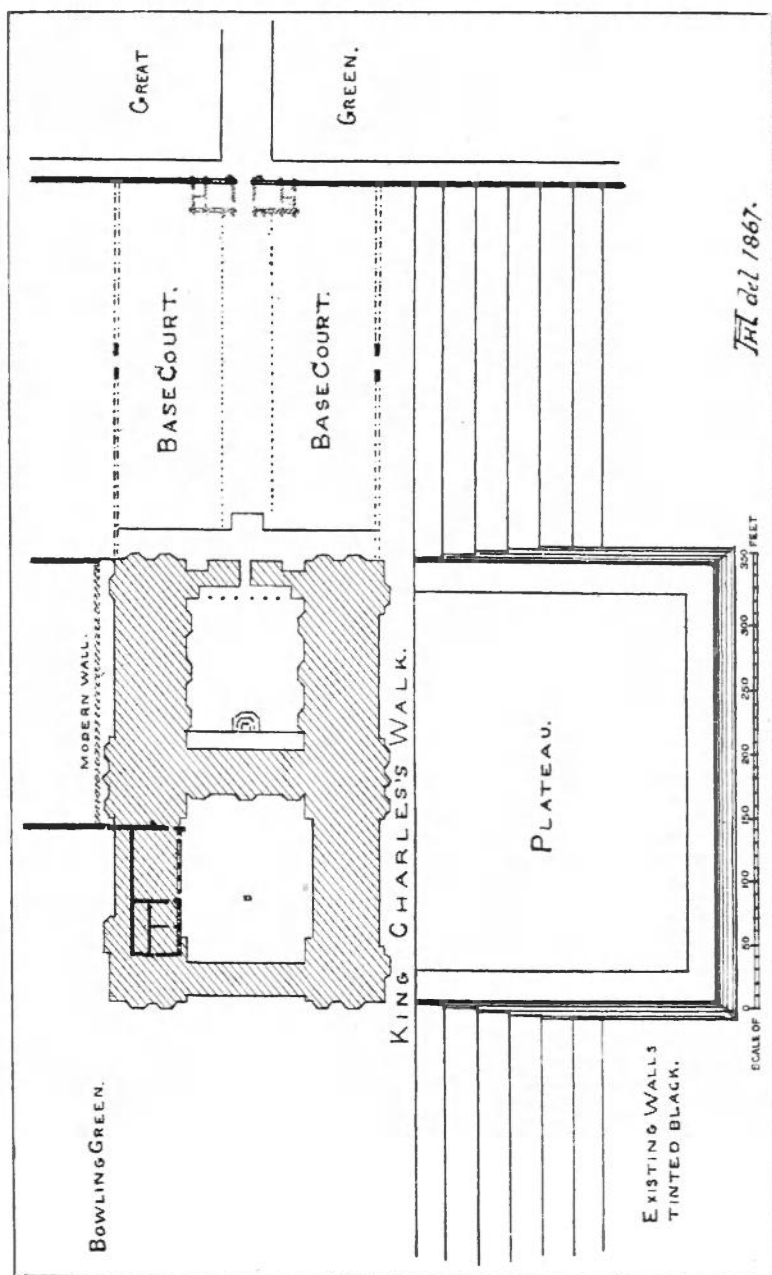 GREAT
GREEN.
BASE COURT.
BASE COURT.
MODERN WALL.
KING CHARLES'S WALK.
PLATEAU.
BOWLING GREEN.
EXISTING WALLS
TINTED BLACK.
SCALE OF 0 50 100 150 200 250 300 350 FEET
del 1867.